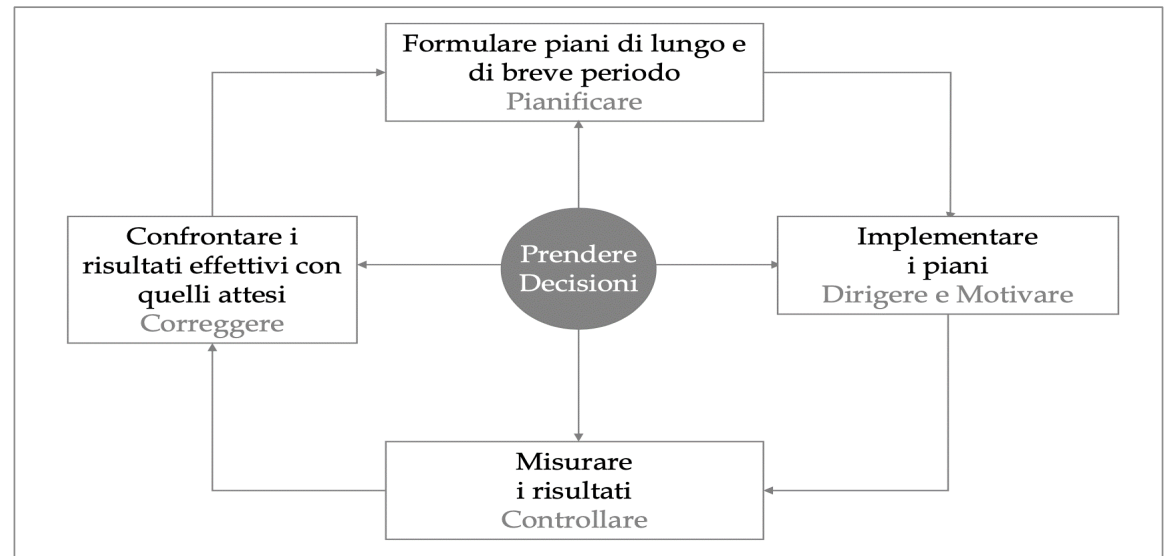 Formulare piani di lungo e
di breve periodo
Pianificare
Confrontare i
risultati effettivi con
quelli attesi
Correggere
Prendere
Decisioni
Implementare
i piani
Dirigere e Motivare
Misurare
i risultati
Controllare